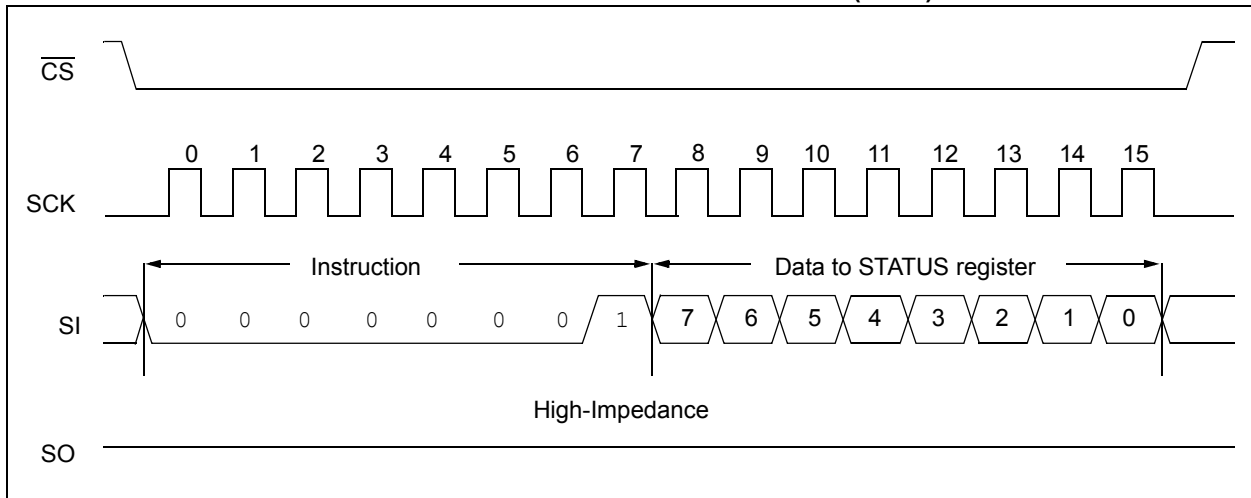 CS
0 1 2 3 4 5 6 7 8 9 10 11 12 13 14 15
SCK
Instruction Data to STATUS register
SI 0 0 0 0 0 0 0 1 7 6 5 4 3 2 1 0
High-Impedance
SO